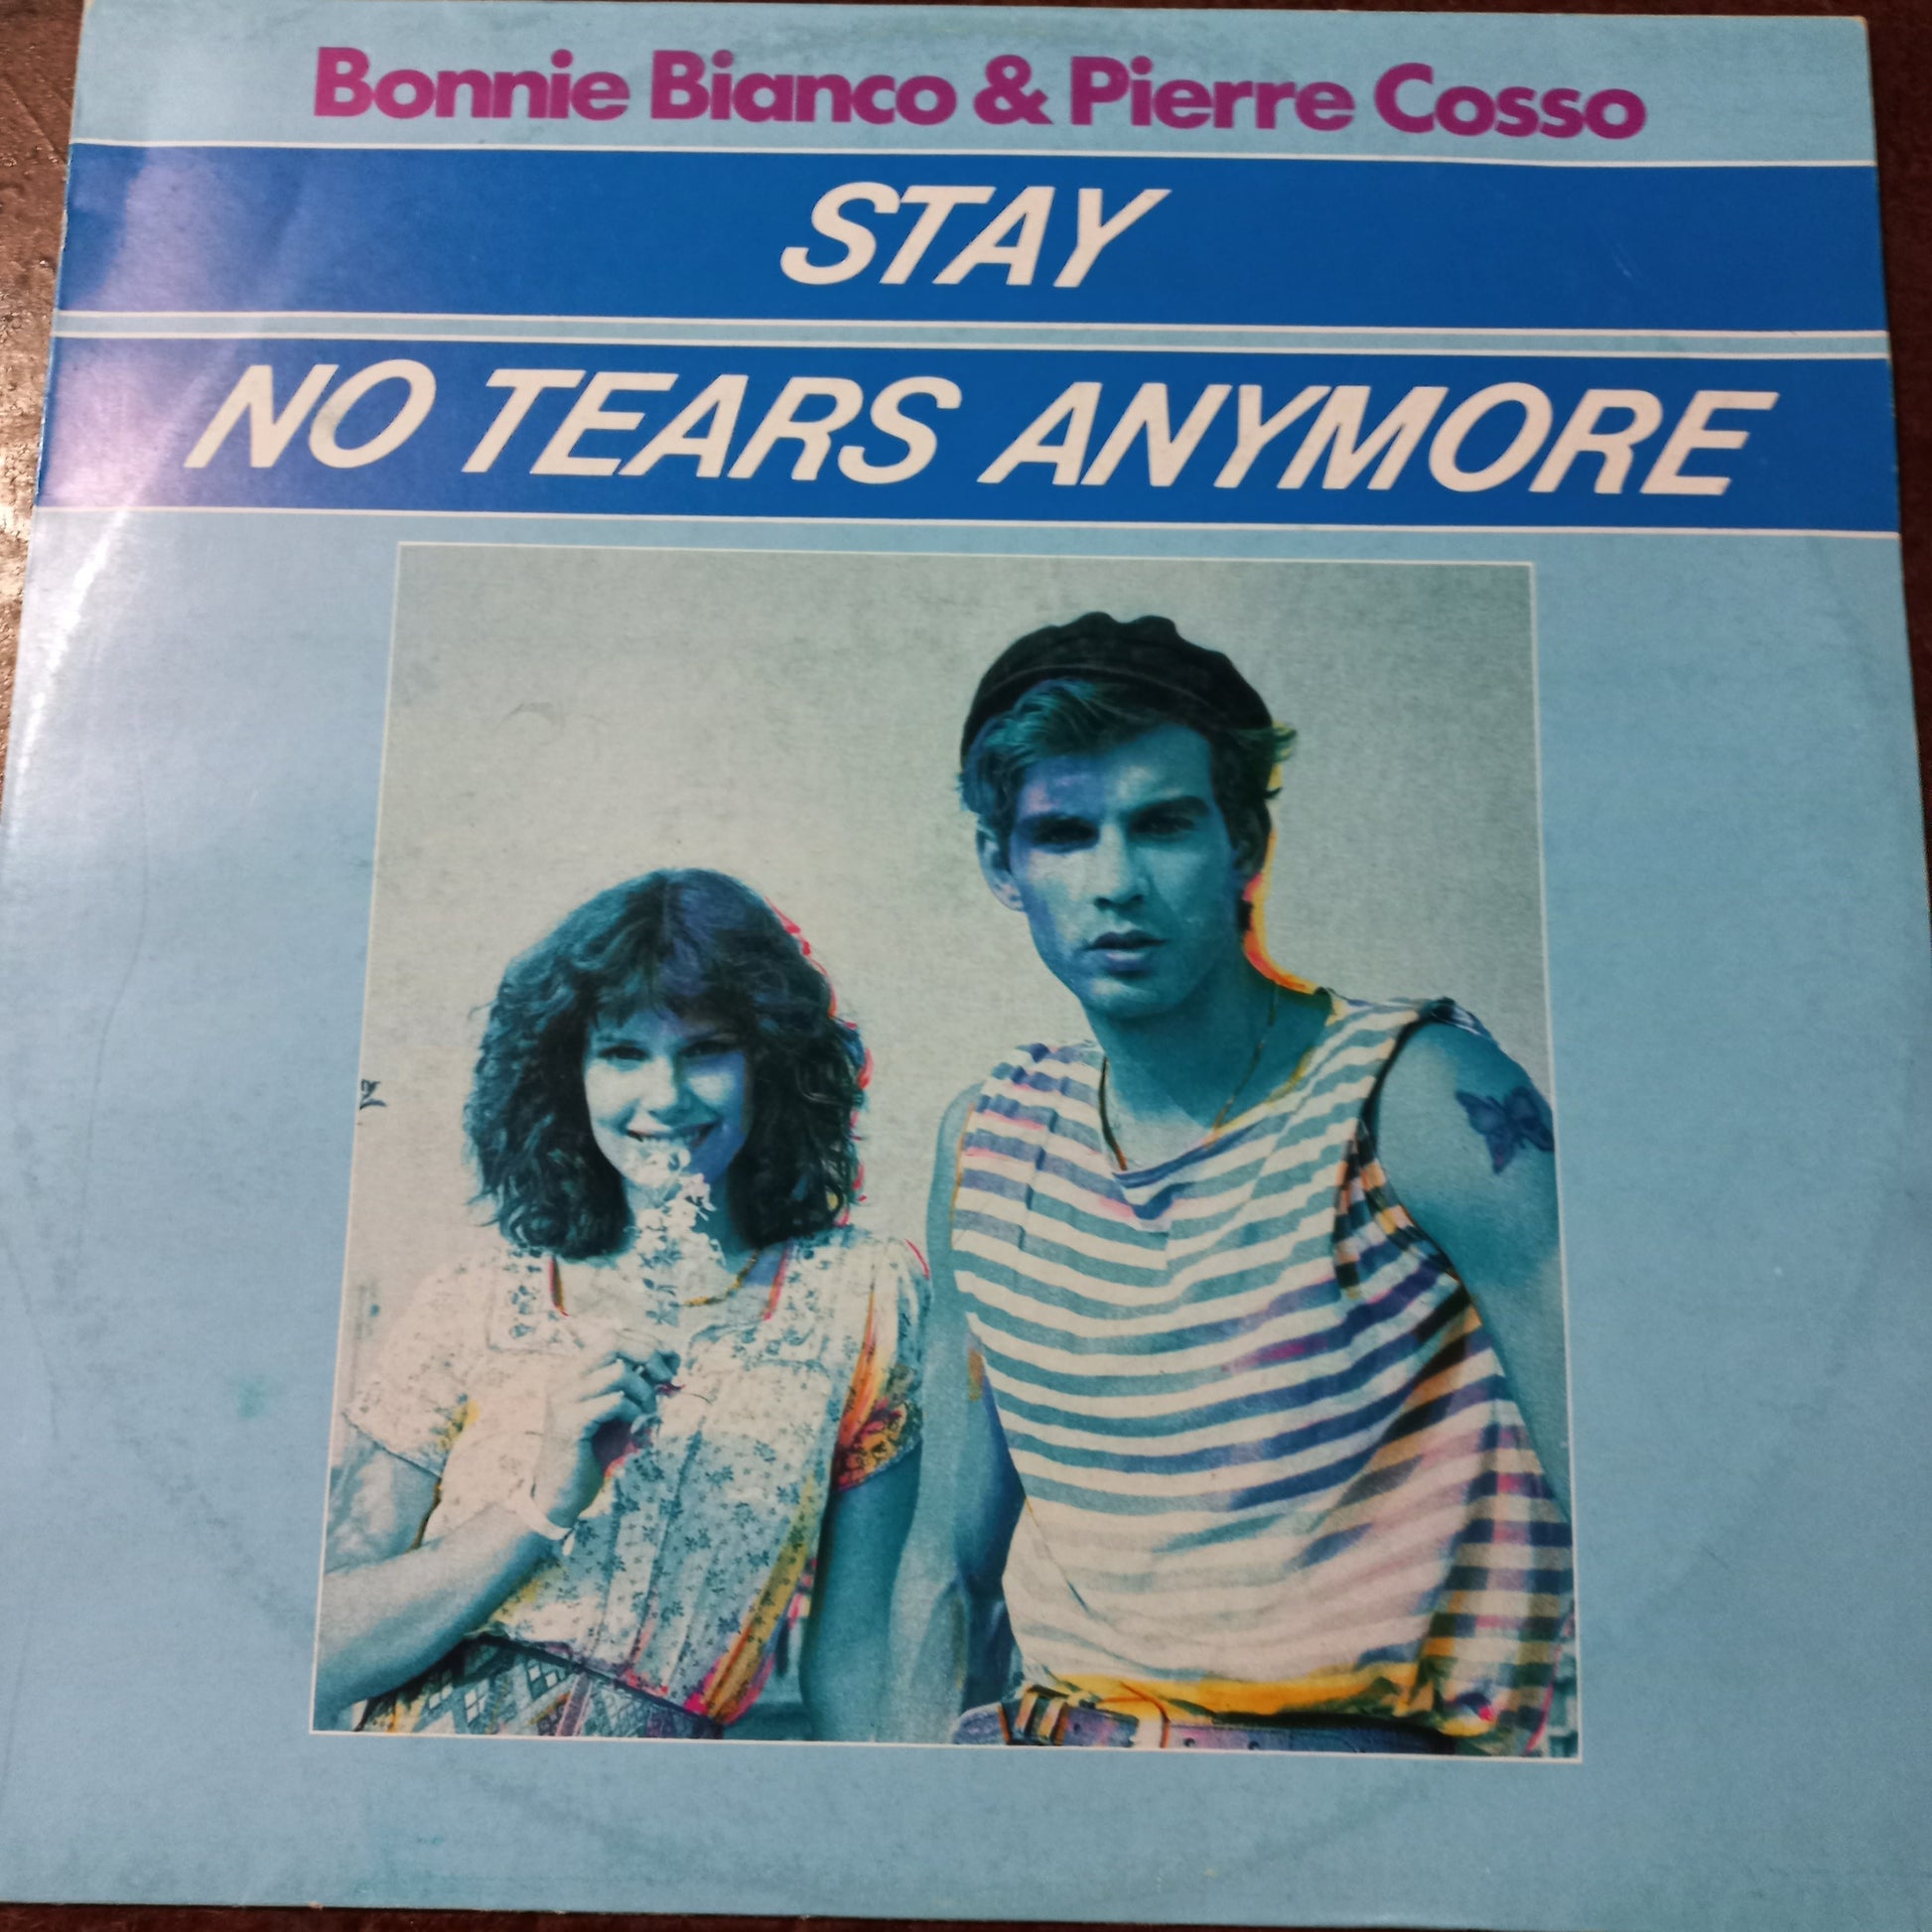 Bonnie Bianco & Pierre Cosso
STAY
NO TEARS ANYMORE